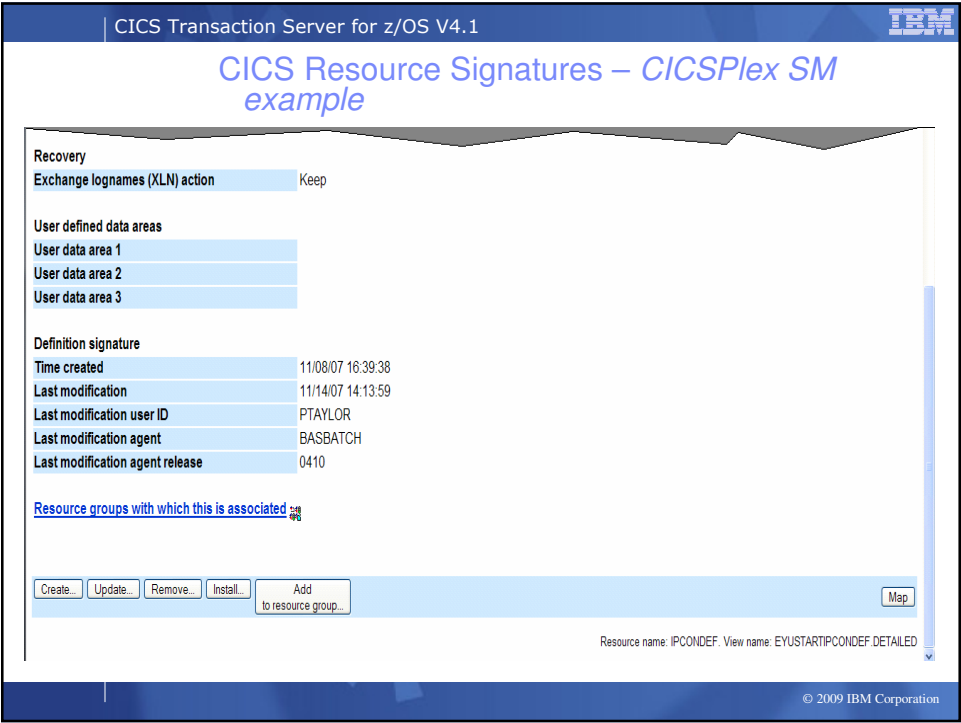 CICS Transaction Server for z/OS V4.1
IBM
CICS Resource Signatures – CICSPlex SM
example
Recovery
Exchange lognames (XLN) action Keep
User defined data areas
User data area 1
User data area 2
User data area 3
Definition signature
Time created 11/08/07 16:39:38
Last modification 11/14/07 14:13:59
Last modification user ID PTAYLOR
Last modification agent BASBATCH
Last modification agent release 0410
Resource groups with which this is associated
Create... Update... Remove... Install... Add
to resource group...
Map
Resource name: IPCONDEF. View name: EYUSTARTIPCONDEF.DETAILED
© 2009 IBM Corporation